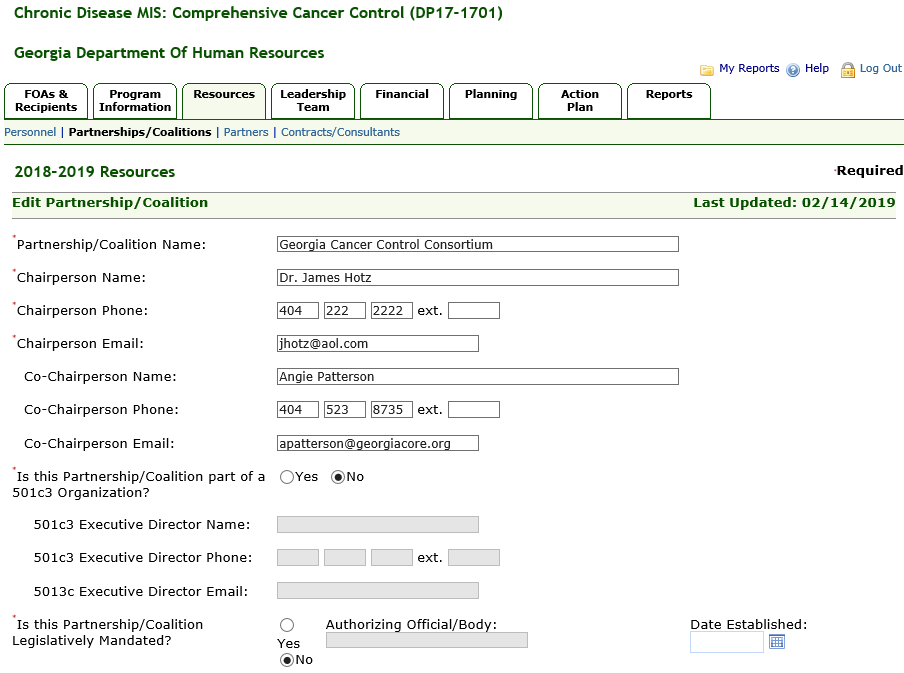 Chronic Disease MIS: Comprehensive Cancer Control (DP17-1701)
Georgia Department Of Human Resources
My Reports Help Log Out
FOAs & Recipients Program Information Resources Leadership Team Financial Planning Action Plan Reports
Personnel | Partnerships/Coalitions | Partners | Contracts/Consultants
2018-2019 Resources *Required
Edit Partnership/Coalition Last Updated: 02/14/2019
*Partnership/Coalition Name: Georgia Cancer Control Consortium
*Chairperson Name: Dr. James Hotz
*Chairperson Phone: 404 222 2222 ext.
*Chairperson Email: jhotz@aol.com
Co-Chairperson Name: Angie Patterson
Co-Chairperson Phone: 404 523 8735 ext.
Co-Chairperson Email: apatterson@georgiacore.org
*Is this Partnership/Coalition part of a Yes No
501c3 Organization?
501c3 Executive Director Name:
501c3 Executive Director Phone: ext.
5013c Executive Director Email:
*Is this Partnership/Coalition Authorizing Official/Body: Date Established:
Legislatively Mandated? Yes
No